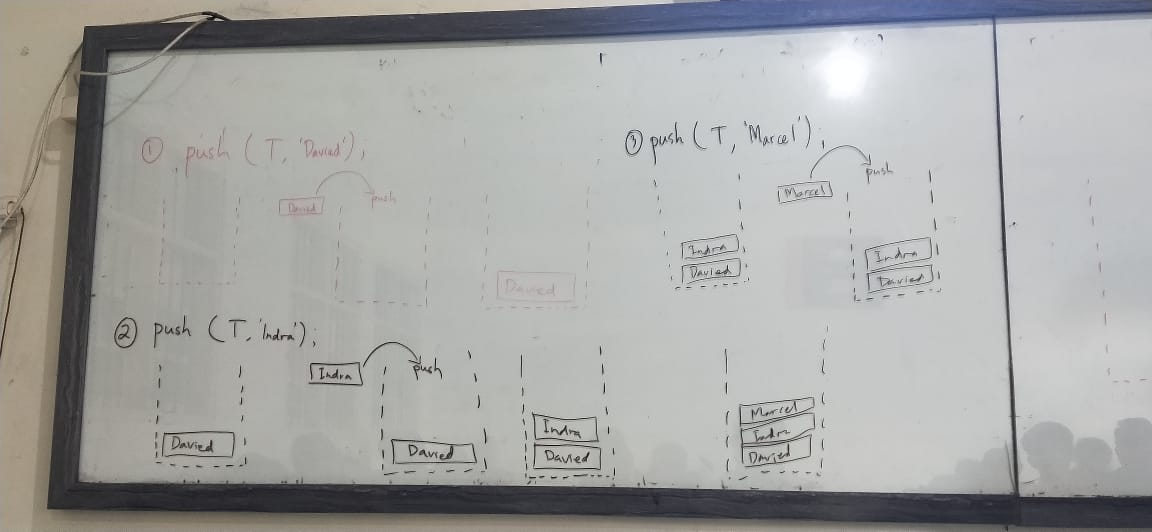 ① push (T, 'Davied');
Davied
push
Davied
② push (T, 'Indra');
Davied
Indra
push
Davied
Indra
Davied
③ push (T, 'Marcel');
Indra
Davied
Marcel
push
Indra
Davied
Marcel
Indra
Davied